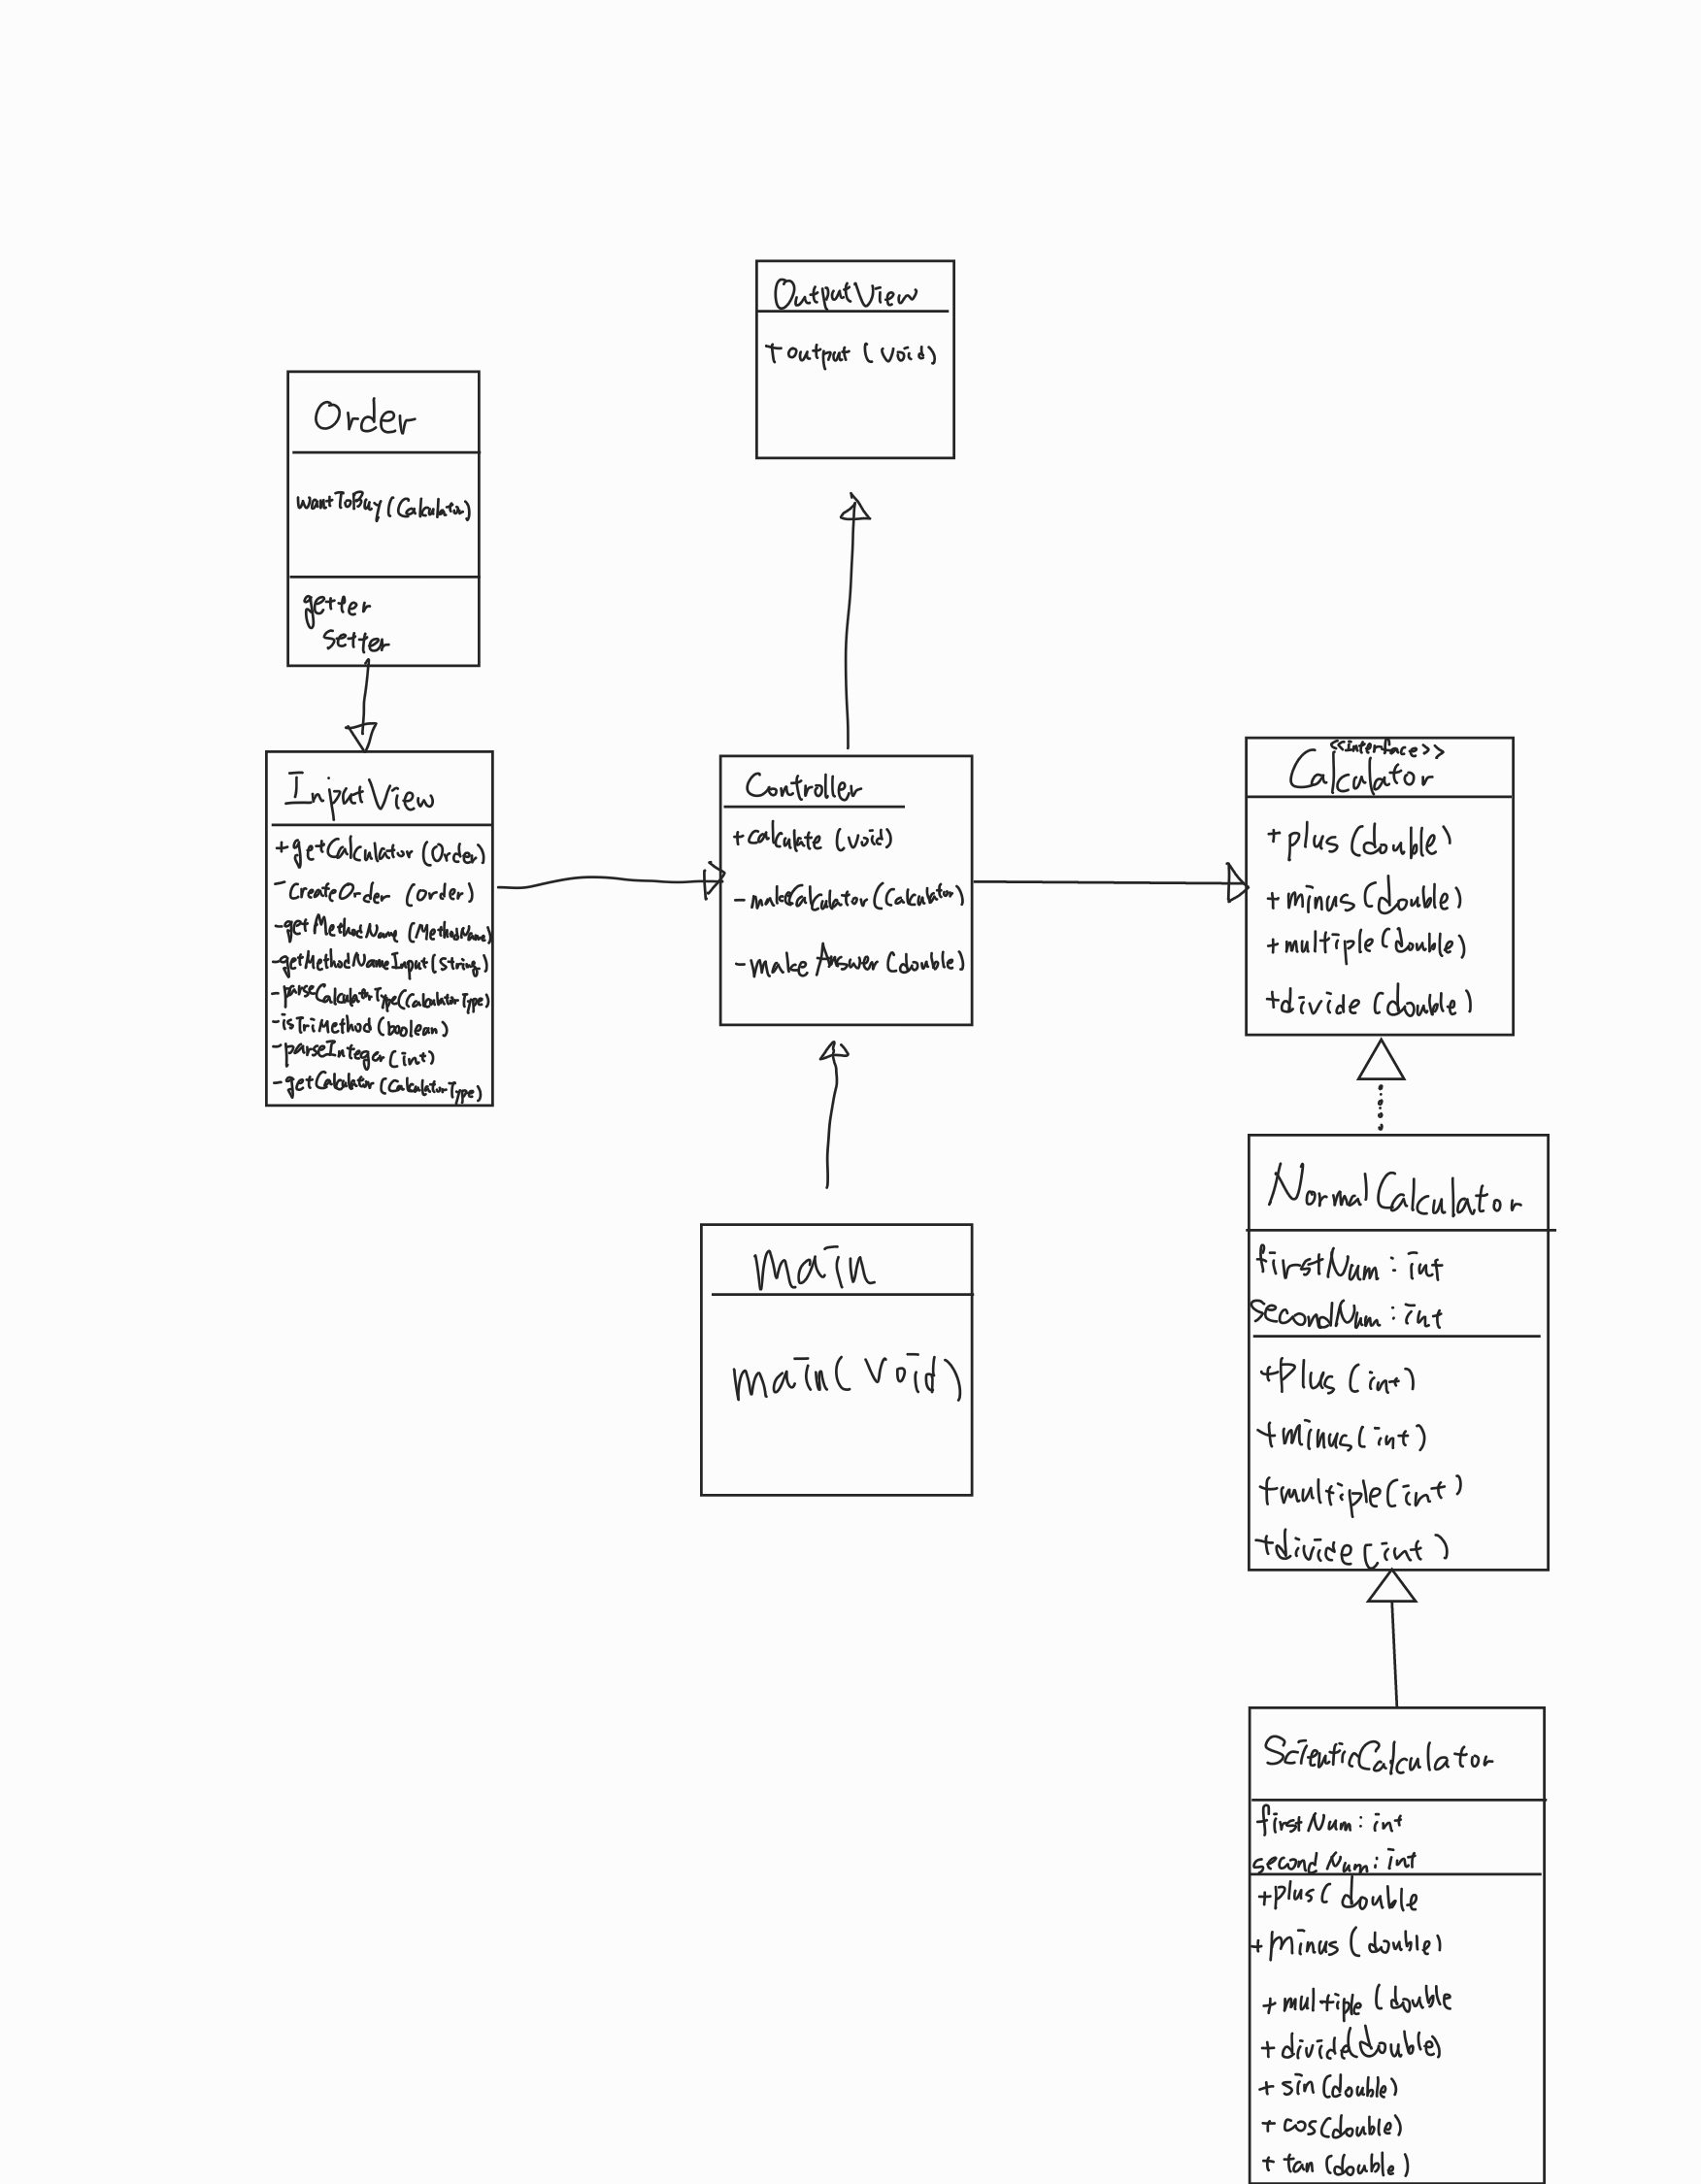 OutputView
+ output (void)
Order
wantToBuy (Calculator)
getter
setter
InputView
+ getCalculator (Order)
- CreateOrder (Order)
- getMethodName (MethodName)
- getMethodNameInput (String)
- parseCalculatorType (CalculatorType)
- isTriMethod (boolean)
- parseInteger (int)
- getCalculator (CalculatorType)
Controller
+ calculate (void)
- makeCalculator (Calculator)
- make Answer (double)
<<Interface>>
Calculator
+ plus (double)
+ minus (double)
+ multiple (double)
+ divide (double)
main
main( void)
NormalCalculator
firstNum : int
secondNum : int
+ plus (int)
+ minus (int)
+ multiple (int)
+ divide (int)
ScientificCalculator
firstNum : int
secondNum : int
+ plus ( double
+ minus (double)
+ multiple (double
+ divide(double)
+ sin (double)
+ cos(double)
+ tan (double)